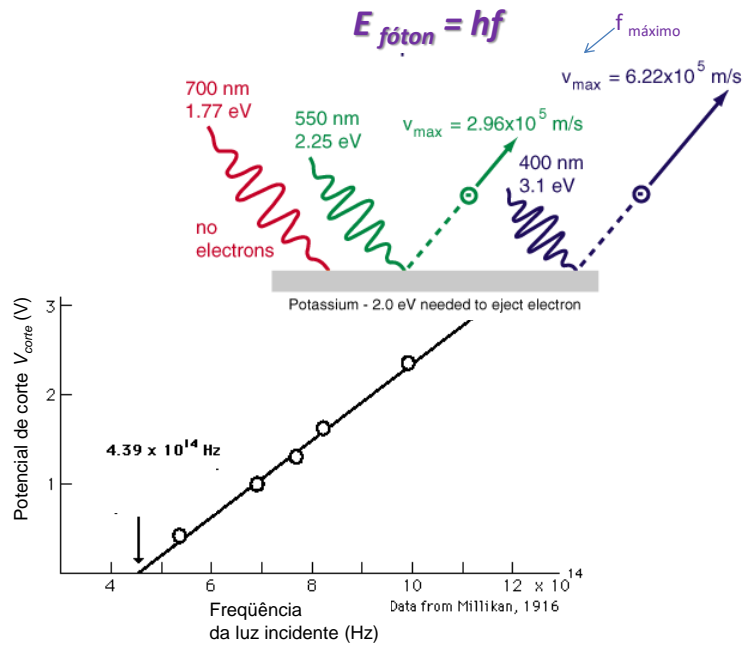 E fóton = hf
f máximo
v max = 6.22x10^5 m/s
700 nm
1.77 eV
550 nm
2.25 eV
v max = 2.96x10^5 m/s
400 nm
3.1 eV
no
electrons
Potassium - 2.0 eV needed to eject electron
Potencial de corte V corte (V)
3
2
1
4.39 x 10^14 Hz
4 6 8 10 12 x 10^14
Freqüência
da luz incidente (Hz)
Data from Millikan, 1916